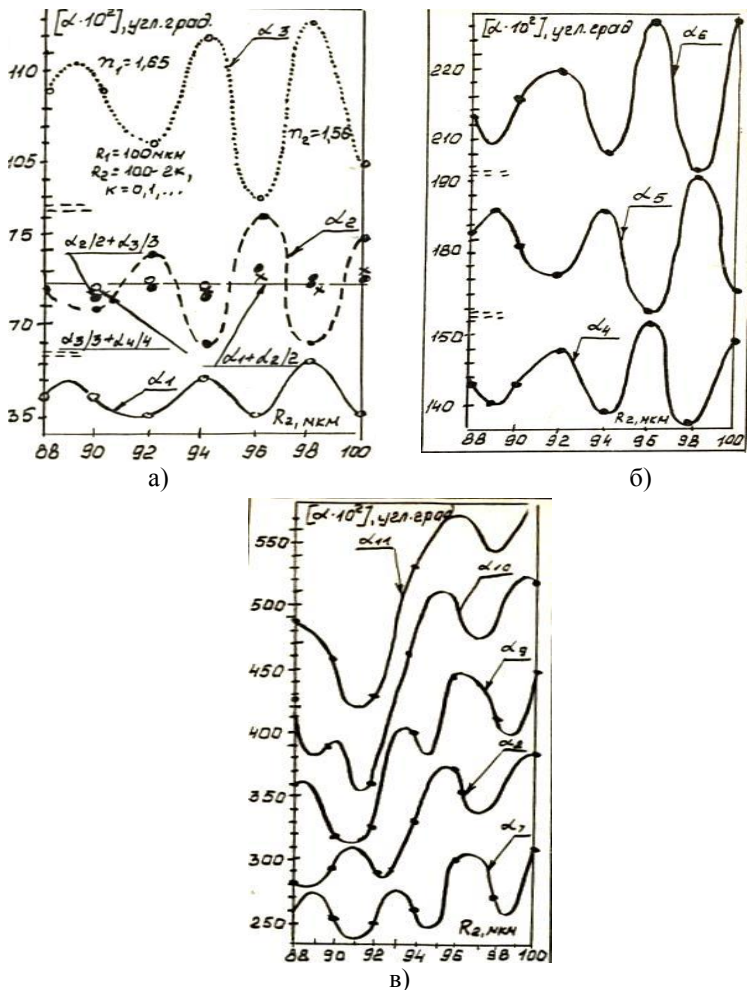 [α·10²], угл.град.
α3
110
n₁=1,65
n₂=1,56
R₁=100мкм
R₂=100-2к,
к=0,1,...
105
75
α2
α2/2+α3/3
70
α3/3+α4/4
α1+α2/2
α1
35
R₂, мкм
88 90 92 94 96 98 100
а)
[α·10²], угл.град
α6
220
210
190
α5
180
150
α4
140
R₂, мкм
88 90 92 94 96 98 100
б)
[α·10²], угл.град
550
α11
α10
500
α9
450
400
α8
350
α7
300
250
R₂, мкм
88 90 92 94 96 98 100
в)